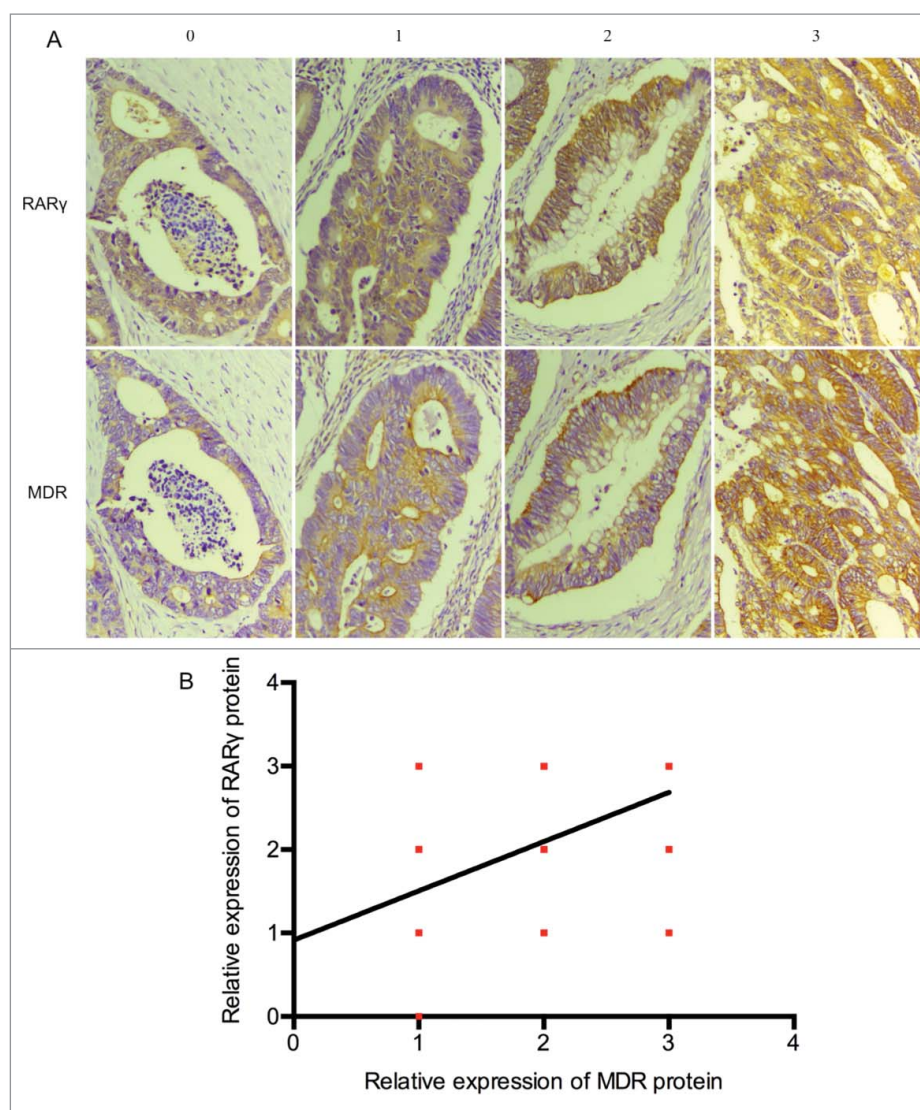 A 0 1 2 3
RARγ
MDR
B
Relative expression of RARγ protein
4
3
2
1
0
0 1 2 3 4
Relative expression of MDR protein